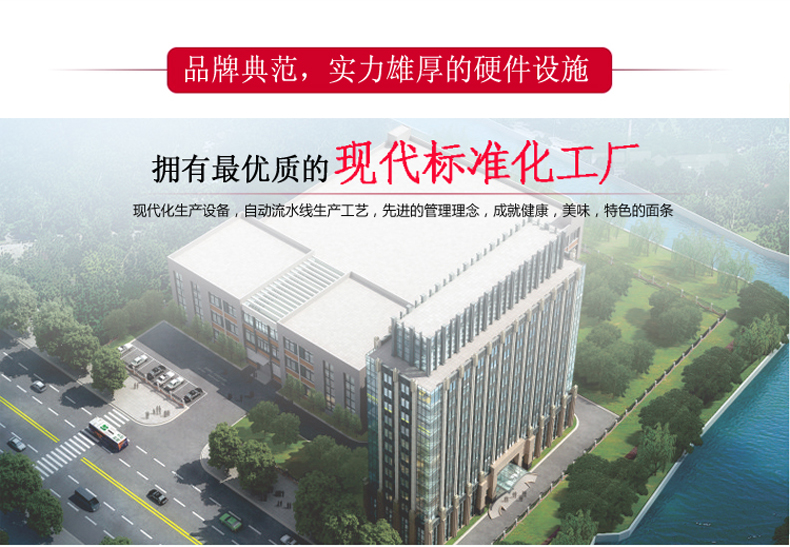 品牌典范，实力雄厚的硬件设施
拥有最优质的现代标准化工厂
现代化生产设备，自动流水线生产工艺，先进的管理理念，成就健康，美味，特色的面条